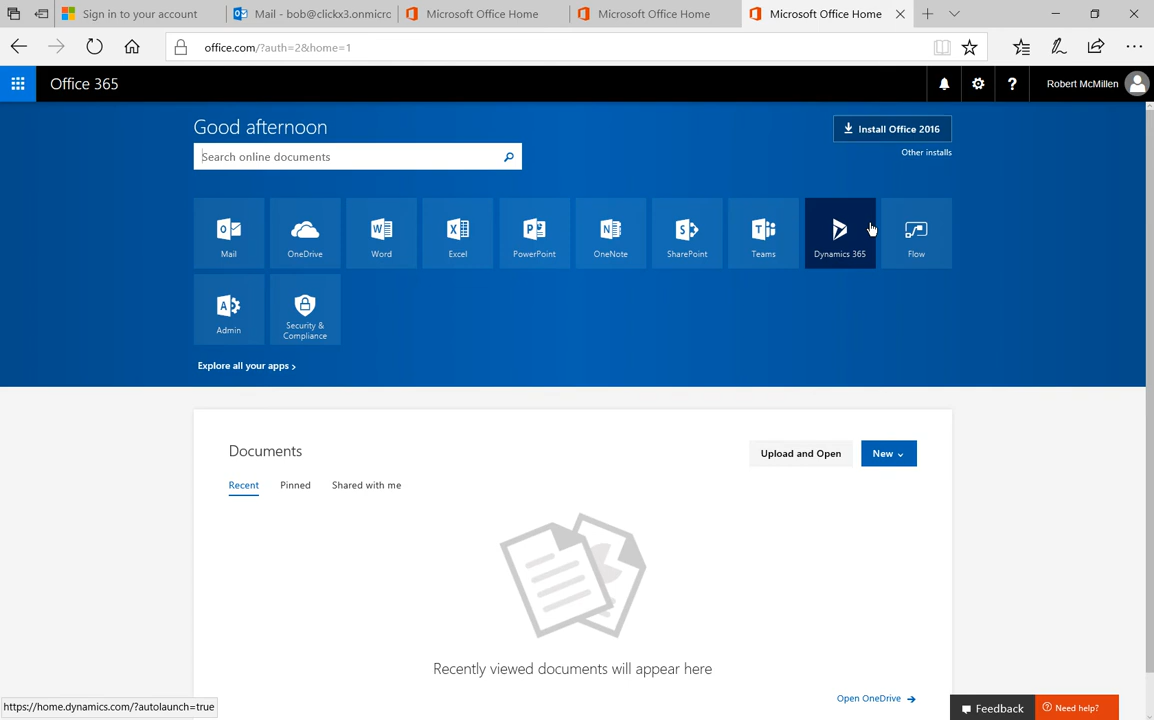 Sign in to your account
Mail - bob@clickx3.onmicro
Microsoft Office Home
Microsoft Office Home
Microsoft Office Home
office.com/?auth=2&home=1
Office 365
Robert McMillen
Good afternoon
Install Office 2016
Search online documents
Other installs
Mail
OneDrive
Word
Excel
PowerPoint
OneNote
SharePoint
Teams
Dynamics 365
Flow
Admin
Security &
Compliance
Explore all your apps >
Documents
Upload and Open
New
Recent
Pinned
Shared with me
Recently viewed documents will appear here
Open OneDrive →
https://home.dynamics.com/?autolaunch=true
Feedback
Need help?